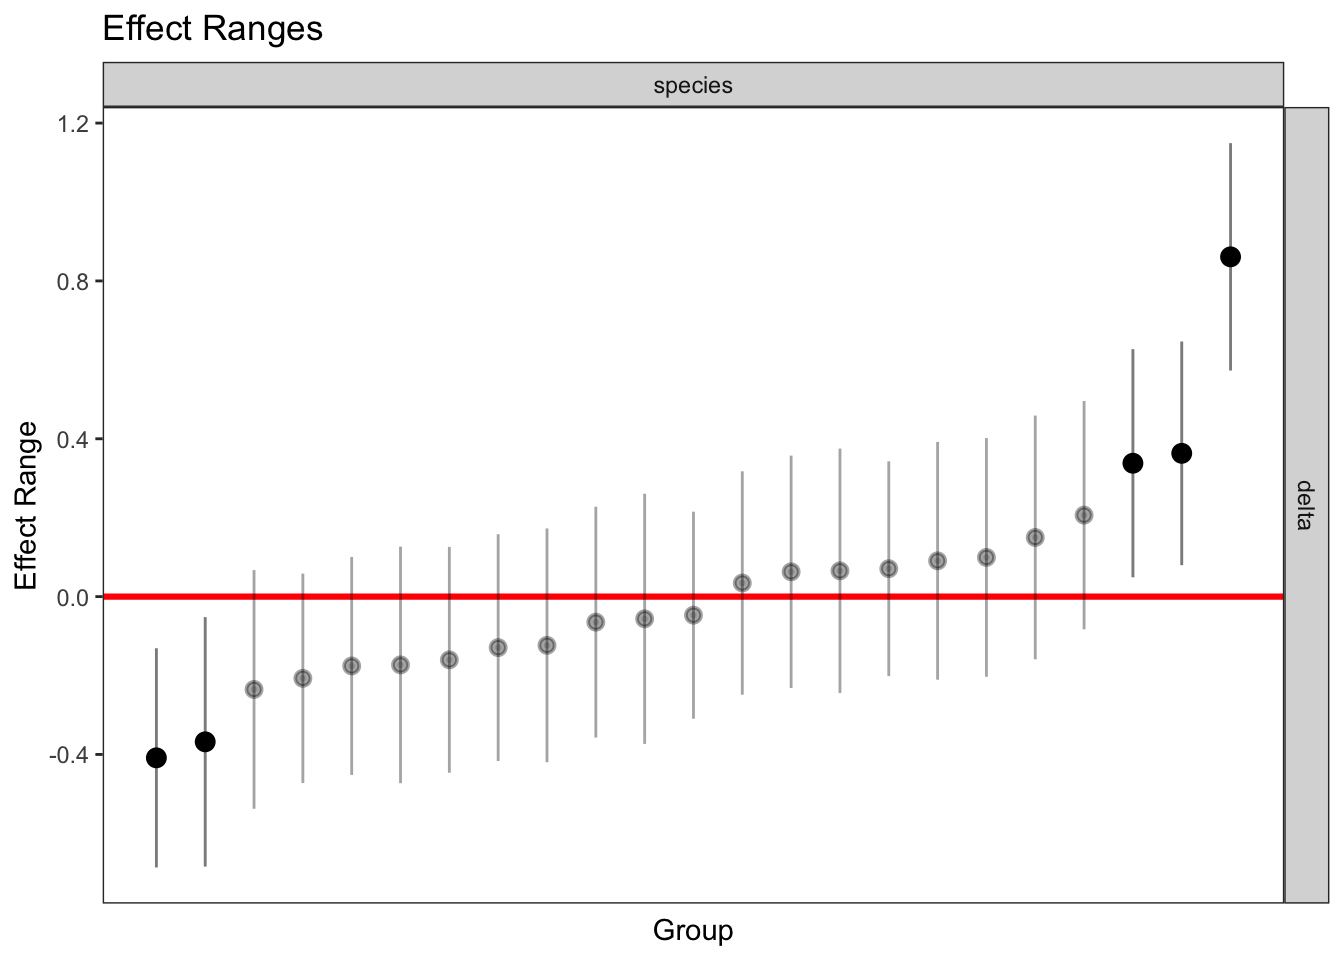 Effect Ranges
species
1.2
0.8
0.4
0.0
-0.4
Effect Range
delta
Group